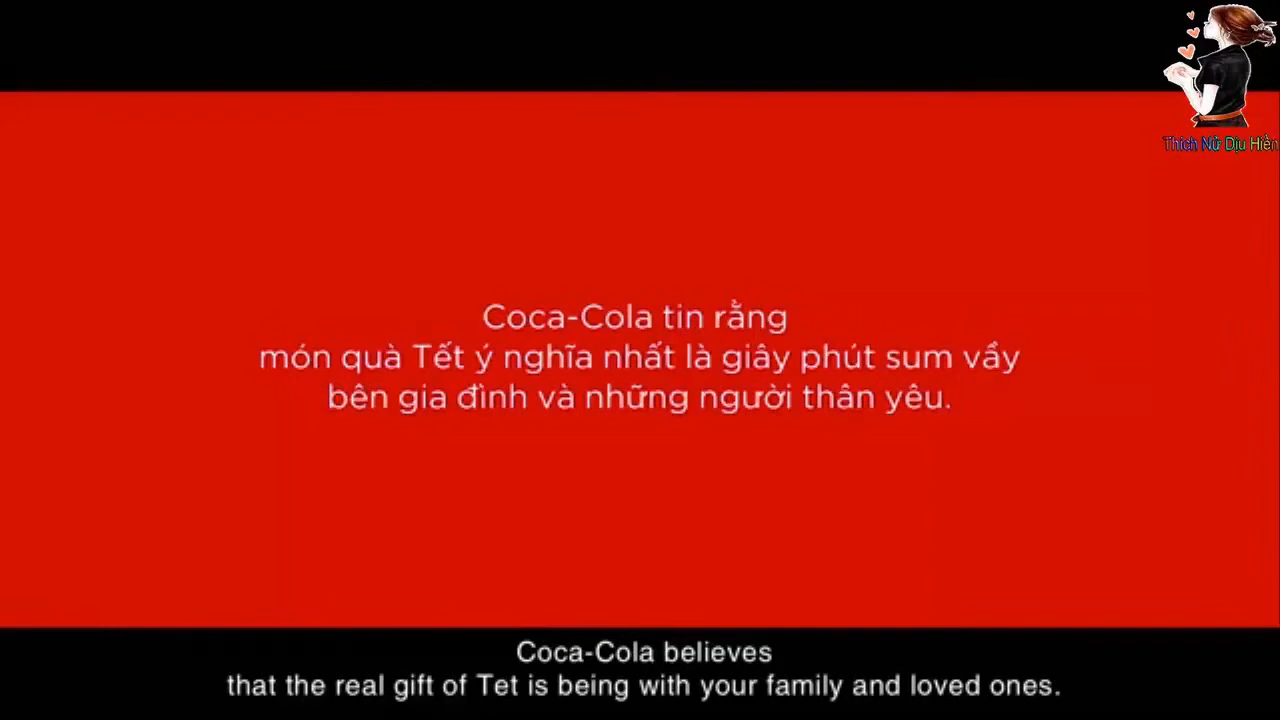 Thích Nữ Dịu Hiền
Coca-Cola tin rằng
món quà Tết ý nghĩa nhất là giây phút sum vầy
bên gia đình và những người thân yêu.
Coca-Cola believes
that the real gift of Tet is being with your family and loved ones.